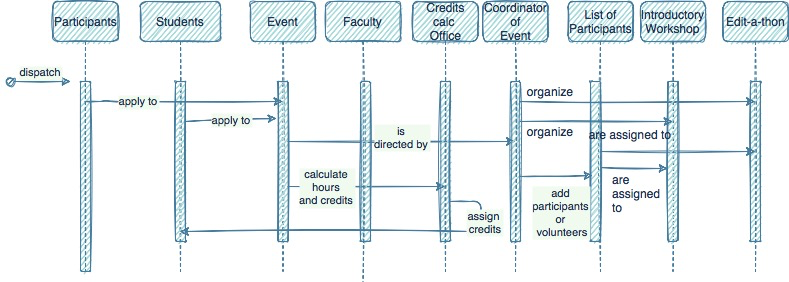 Participants
Students
Event
Faculty
Credits
calc
Office
Coordinator
of
Event
List of
Participants
Introductory
Workshop
Edit-a-thon
dispatch
apply to
apply to
is
directed by
calculate
hours
and credits
assign
credits
organize
organize
are assigned to
add
participants
or
volunteers
are
assigned
to